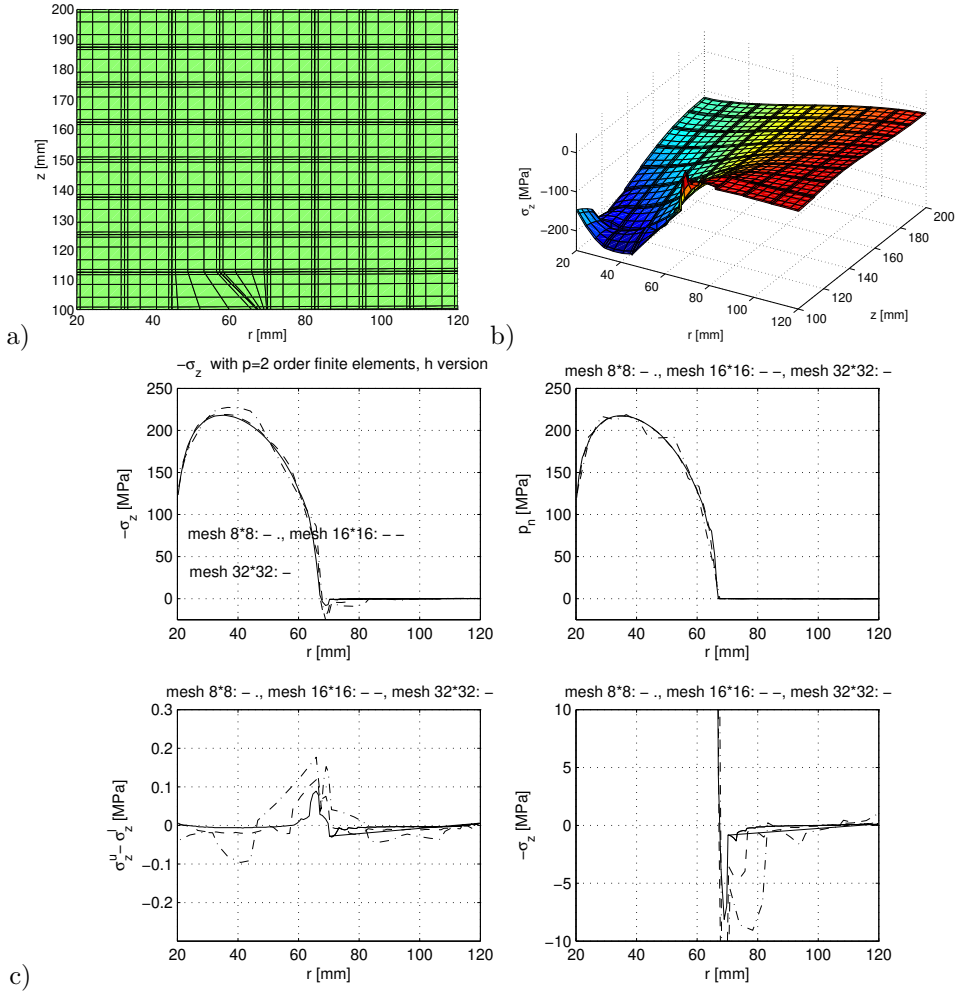 200
190
180
170
160
150
140
130
120
110
100
z [mm]
20 40 60 80 100 120
r [mm]
a)
0
−100
−200
σz [MPa]
20 40 60 80 100 120
r [mm]
100 120 140 160 180 200
z [mm]
b)
−σz with p=2 order finite elements, h version
250
200
150
100
50
0
−σz [MPa]
mesh 8*8: − ., mesh 16*16: − −
mesh 32*32: −
20 40 60 80 100 120
r [mm]
mesh 8*8: − ., mesh 16*16: − −, mesh 32*32: −
250
200
150
100
50
0
pn [MPa]
20 40 60 80 100 120
r [mm]
mesh 8*8: − ., mesh 16*16: − −, mesh 32*32: −
0.3
0.2
0.1
0
−0.1
−0.2
σzu − σzl [MPa]
20 40 60 80 100 120
r [mm]
mesh 8*8: − ., mesh 16*16: − −, mesh 32*32: −
10
5
0
−5
−10
−σz [MPa]
20 40 60 80 100 120
r [mm]
c)